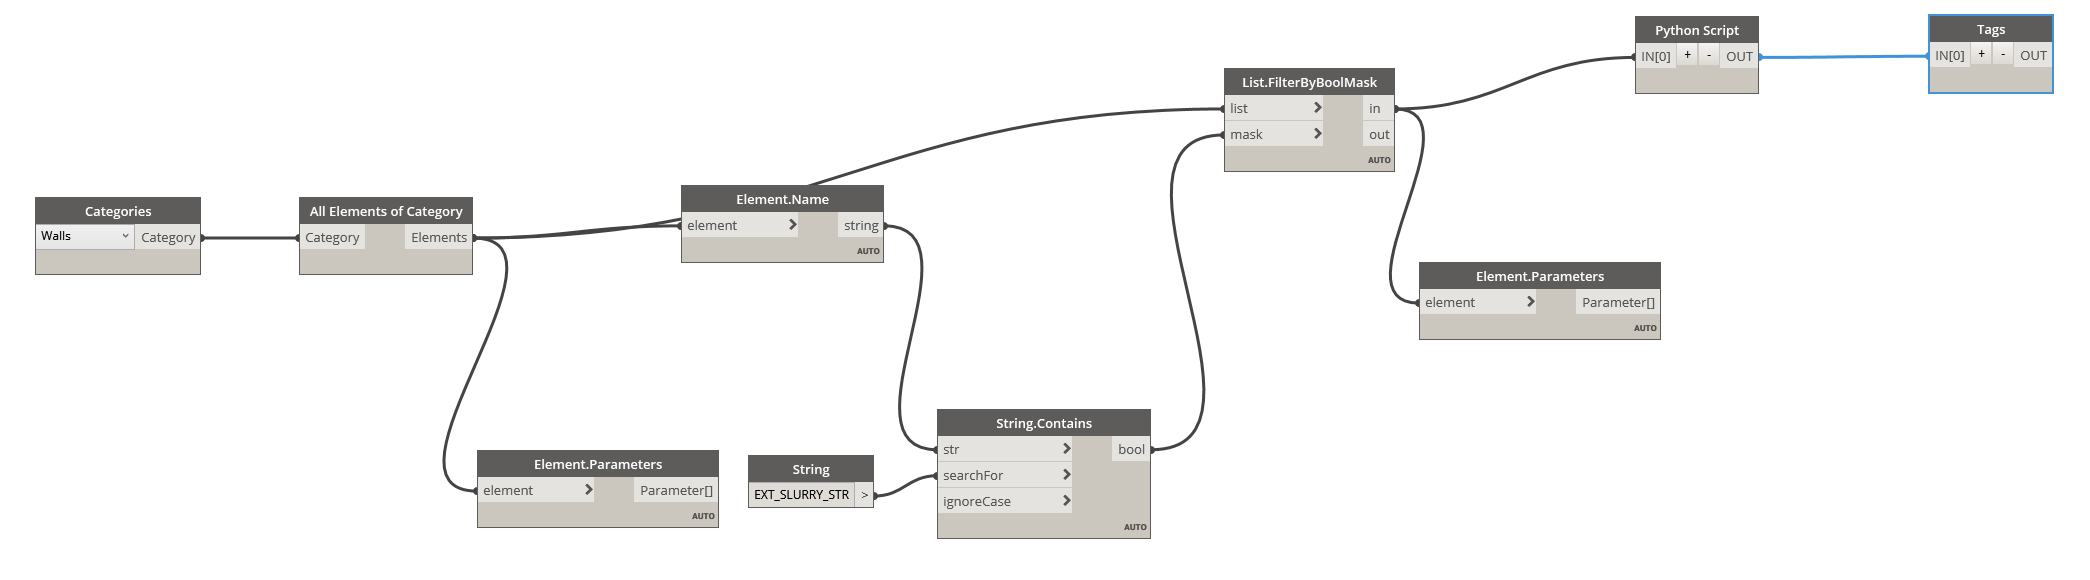 Categories
Walls
Category
All Elements of Category
Category
Elements
Element.Parameters
element >
Parameter[]
AUTO
Element.Name
element >
string
AUTO
String
EXT_SLURRY_STR >
String.Contains
str >
bool
searchFor >
ignoreCase >
AUTO
List.FilterByBoolMask
list >
in
mask >
out
AUTO
Element.Parameters
element >
Parameter[]
AUTO
Python Script
IN[0] + - OUT
Tags
IN[0] + - OUT